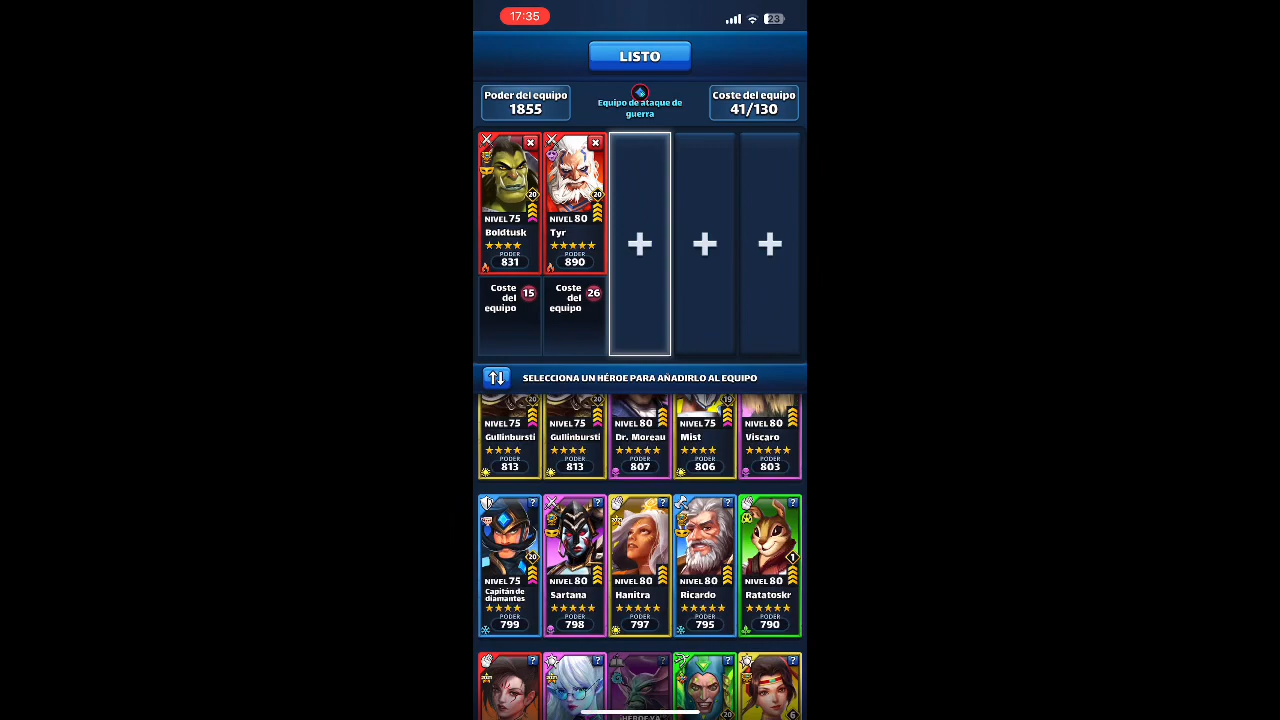 17:35
23
LISTO
Poder del equipo
1855
Equipo de ataque de
guerra
Coste del equipo
41/130
20
NIVEL 75
Boldtusk
PODER
831
20
NIVEL 80
Tyr
PODER
890
Coste
del
equipo
15
Coste
del
equipo
26
SELECCIONA UN HÉROE PARA AÑADIRLO AL EQUIPO
20
20
19
NIVEL 75
NIVEL 75
NIVEL 80
NIVEL 75
NIVEL 80
Gullinbursti
Gullinbursti
Dr. Moreau
Mist
Viscaro
PODER
PODER
PODER
PODER
PODER
813
813
807
806
803
?
?
?
?
?
20
1
NIVEL 75
NIVEL 80
NIVEL 80
NIVEL 80
NIVEL 80
Capitán de
diamantes
Sartana
Hanitra
Ricardo
Ratatoskr
PODER
PODER
PODER
PODER
PODER
799
798
797
795
790
?
?
?
?
?
2021
2021
20
6